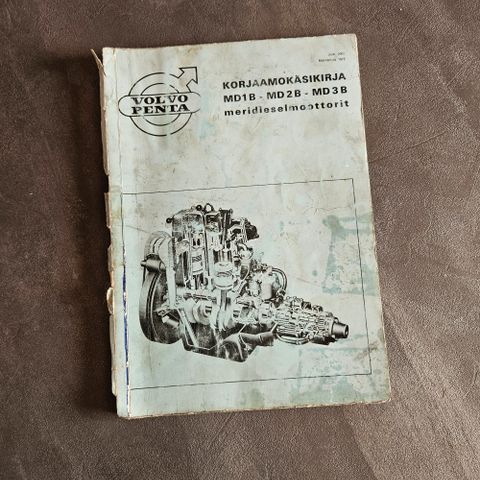 VOLVO
PENTA
KORJAAMOKÄSIKIRJA
MD1B - MD2B - MD3B
meridieselmoottorit